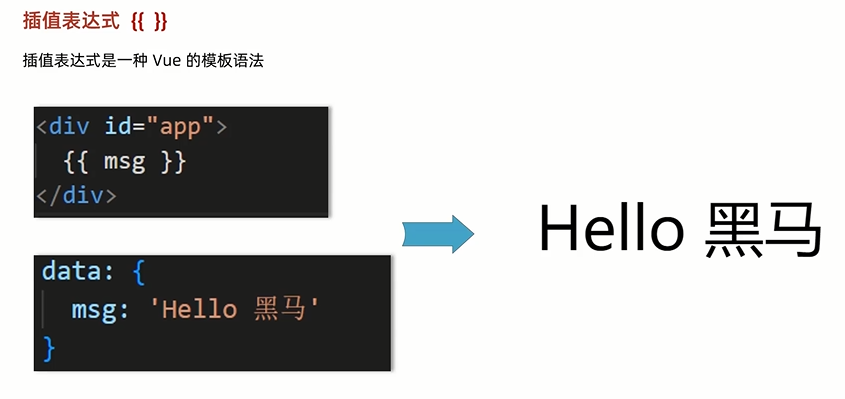 插值表达式 {{ }}
插值表达式是一种 Vue 的模板语法
<div id="app">
{{ msg }}
</div>
data: {
msg: 'Hello 黑马'
}
Hello 黑马